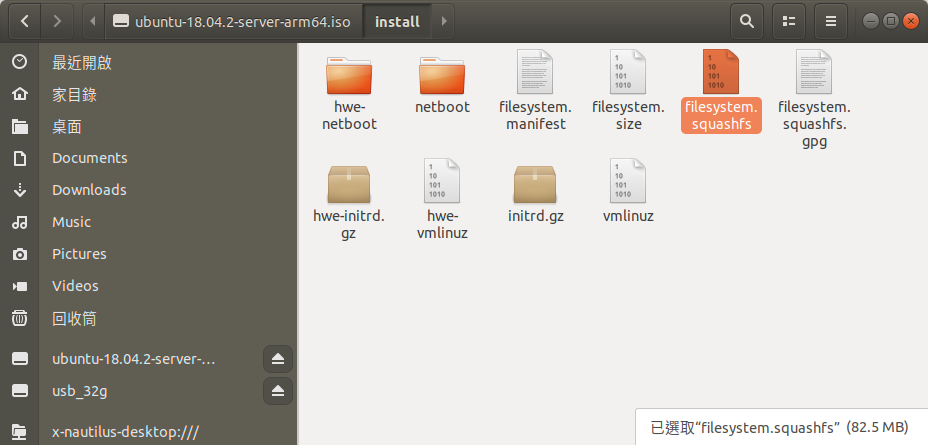 ubuntu-18.04.2-server-arm64.iso
install
最近開啟
家目錄
桌面
Documents
Downloads
Music
Pictures
Videos
回收筒
ubuntu-18.04.2-server-…
usb_32g
x-nautilus-desktop:///
hwe-
netboot
netboot
1
10
101
1010
filesystem.
manifest
filesystem.
size
1
10
101
1010
filesystem.
squashfs
filesystem.
squashfs.
gpg
hwe-initrd.
gz
1
10
101
1010
hwe-
vmlinuz
initrd.gz
1
10
101
1010
vmlinuz
已選取“filesystem.squashfs” (82.5 MB)